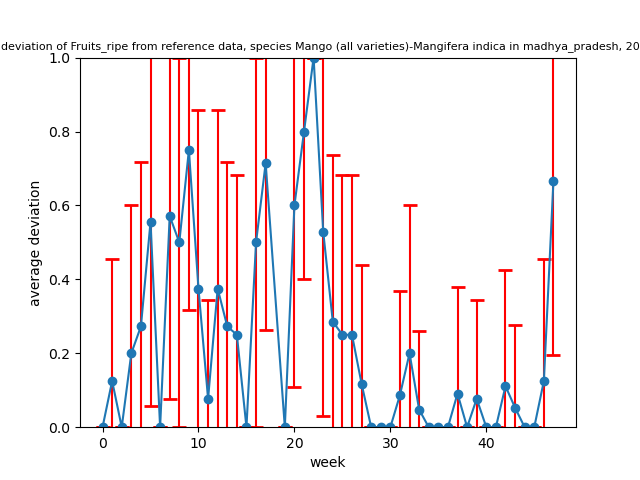 deviation of Fruits_ripe from reference data, species Mango (all varieties)-Mangifera indica in madhya_pradesh, 20
1.0
0.8
0.6
0.4
0.2
0.0
average deviation
0 10 20 30 40
week